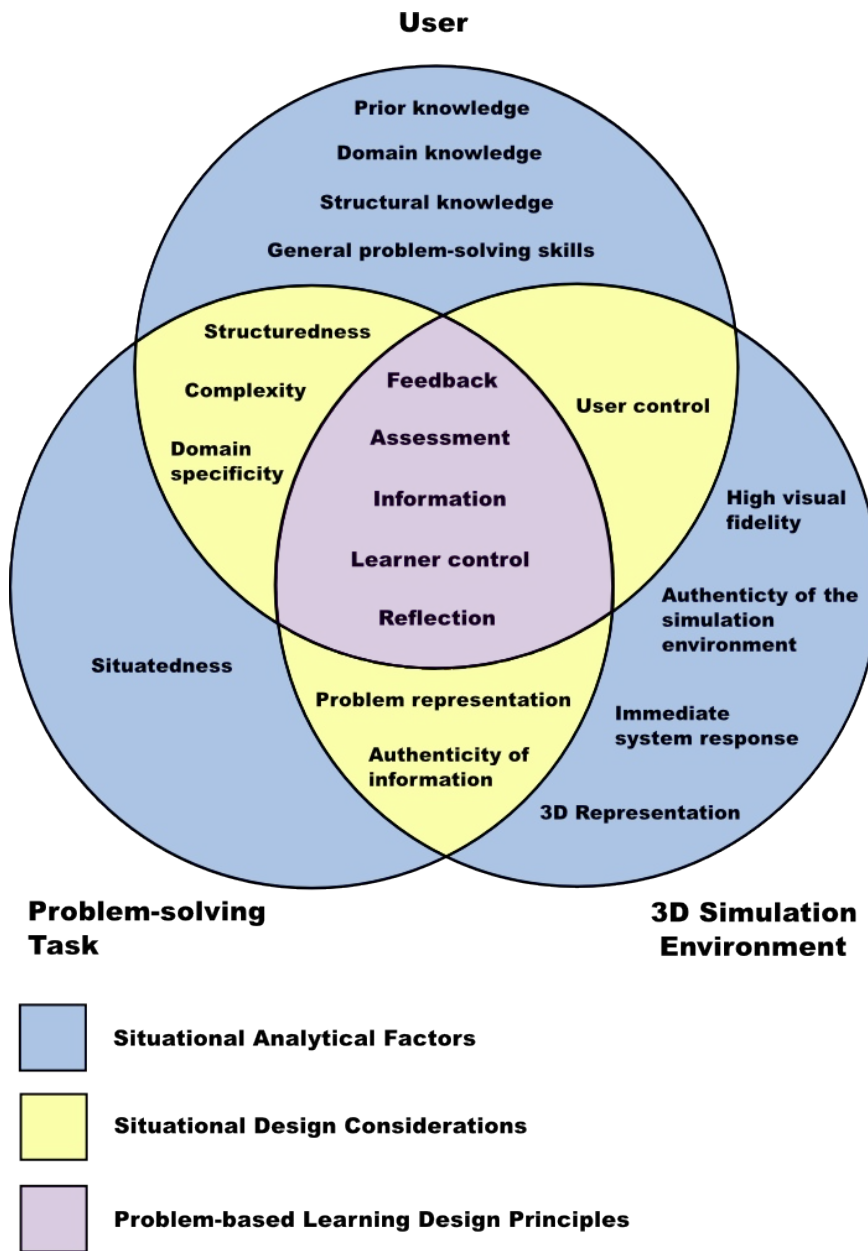 User
Prior knowledge
Domain knowledge
Structural knowledge
General problem-solving skills
Structuredness
Complexity
Domain
specificity
Feedback
Assessment
Information
Learner control
Reflection
User control
High visual
fidelity
Authenticty of the
simulation
environment
Immediate
system response
3D Representation
Situatedness
Problem representation
Authenticity of
information
Problem-solving
Task
3D Simulation
Environment
Situational Analytical Factors
Situational Design Considerations
Problem-based Learning Design Principles